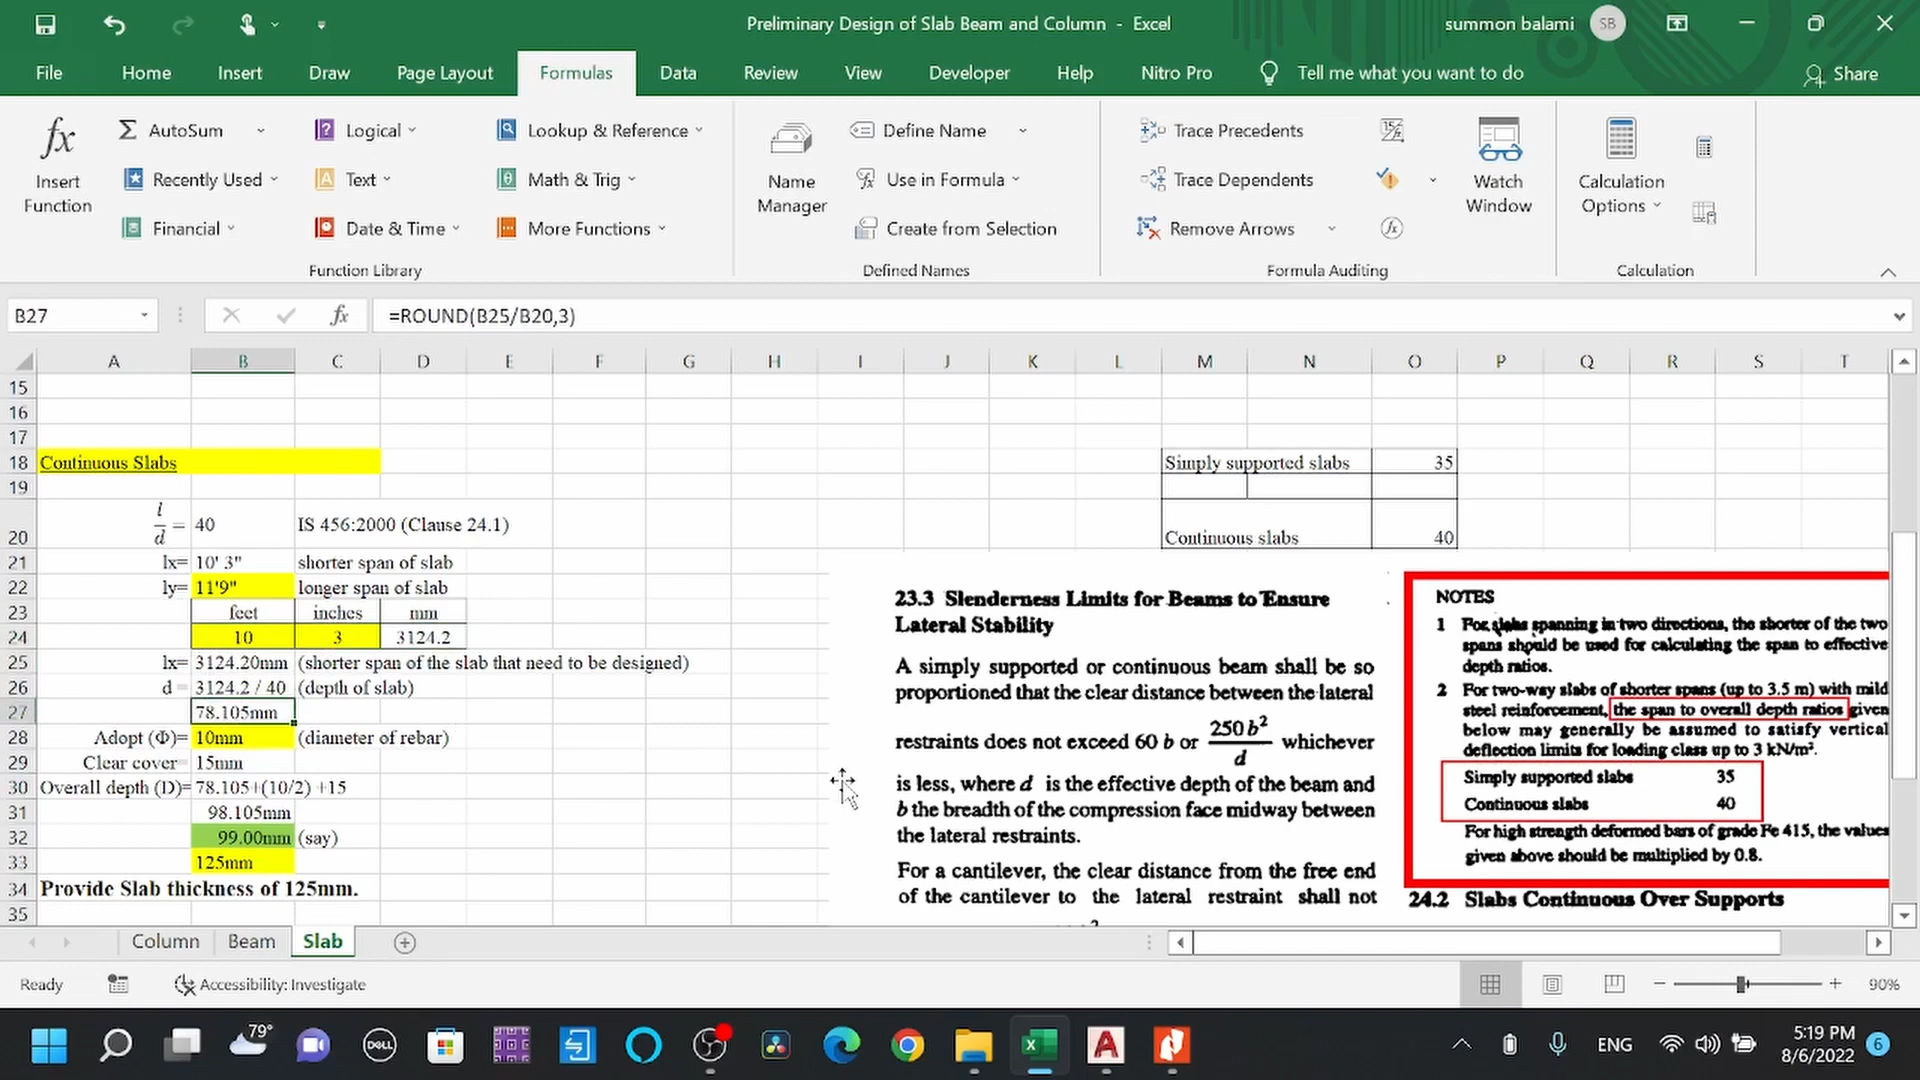 Preliminary Design of Slab Beam and Column - Excel
summon balami
SB
File Home Insert Draw Page Layout Formulas Data Review View Developer Help Nitro Pro Tell me what you want to do Share
fx
Insert Function
Σ AutoSum
Recently Used
Financial
Logical
Text
Date & Time
Lookup & Reference
Math & Trig
More Functions
Function Library
Name Manager
Define Name
Use in Formula
Create from Selection
Defined Names
Trace Precedents
Trace Dependents
Remove Arrows
Formula Auditing
Watch Window
Calculation Options
Calculation
B27 fx =ROUND(B25/B20,3)
A B C D E F G H I J K L M N O P Q R S T
15
16
17
18 Continuous Slabs Simply supported slabs 35
19
20 l/d = 40 IS 456:2000 (Clause 24.1) Continuous slabs 40
21 lx= 10' 3" shorter span of slab
22 ly= 11'9" longer span of slab
23 feet inches mm
24 10 3 3124.2
25 lx= 3124.20mm (shorter span of the slab that need to be designed)
26 d = 3124.2 / 40 (depth of slab)
27 78.105mm
28 Adopt (Φ)= 10mm (diameter of rebar)
29 Clear cover= 15mm
30 Overall depth (D)= 78.105+(10/2) +15
31 98.105mm
32 99.00mm (say)
33 125mm
34 Provide Slab thickness of 125mm.
35
23.3 Slenderness Limits for Beams to Ensure
Lateral Stability
A simply supported or continuous beam shall be so
proportioned that the clear distance between the lateral
restraints does not exceed 60 b or 250 b²/d whichever
is less, where d is the effective depth of the beam and
b the breadth of the compression face midway between
the lateral restraints.
For a cantilever, the clear distance from the free end
of the cantilever to the lateral restraint shall not
NOTES
1 For slabs spanning in two directions, the shorter of the two
spans should be used for calculating the span to effective
depth ratios.
2 For two-way slabs of shorter spans (up to 3.5 m) with mild
steel reinforcement, the span to overall depth ratios given
below may generally be assumed to satisfy vertical
deflection limits for loading class up to 3 kN/m².
Simply supported slabs 35
Continuous slabs 40
For high strength deformed bars of grade Fe 415, the values
given above should be multiplied by 0.8.
24.2 Slabs Continuous Over Supports
Column Beam Slab
Ready Accessibility: Investigate 90%
79°
DELL
ENG
5:19 PM
8/6/2022
6